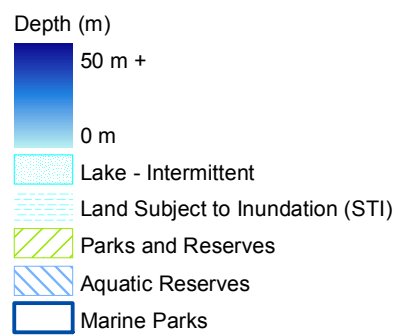 Depth (m)
50 m +
0 m
Lake - Intermittent
Land Subject to Inundation (STI)
Parks and Reserves
Aquatic Reserves
Marine Parks